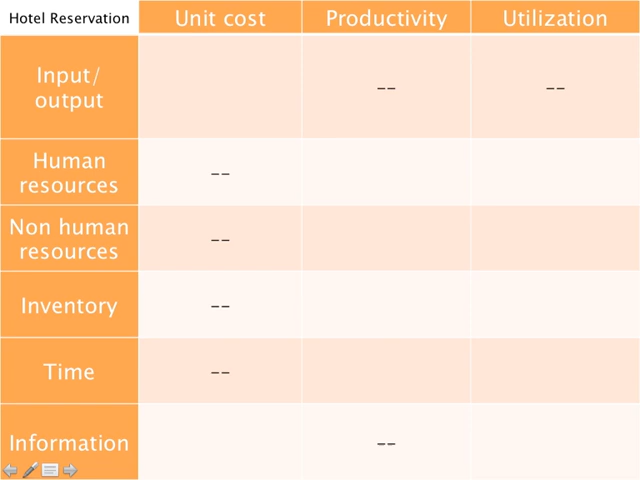 Hotel Reservation Unit cost Productivity Utilization
Input/
output
-- --
Human
resources
--
Non human
resources
--
Inventory --
Time --
Information --